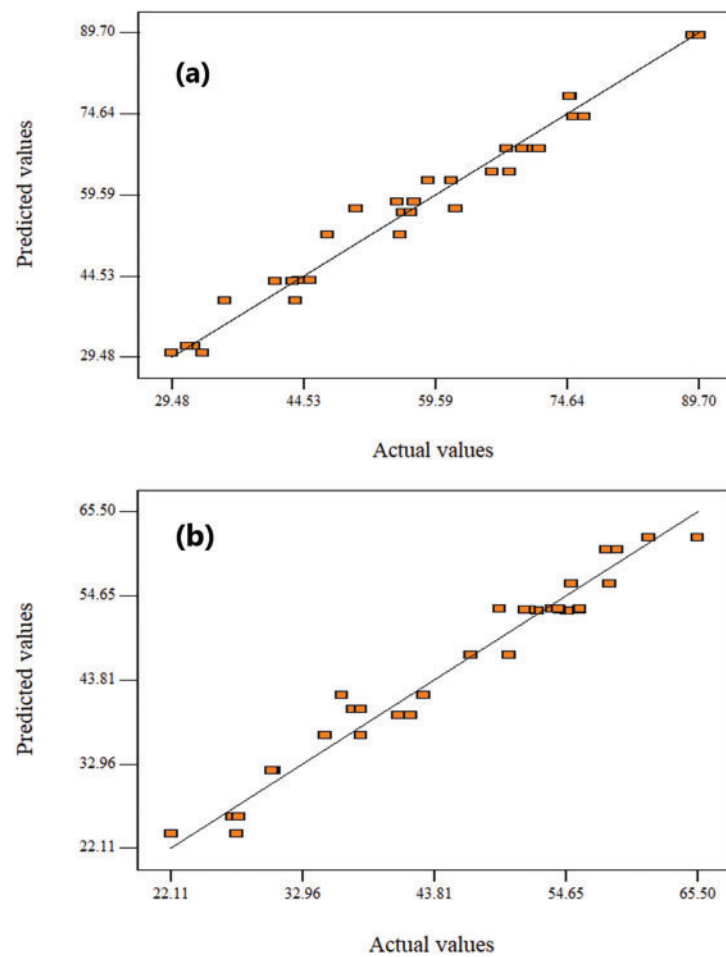 89.70
(a)
74.64
Predicted values
59.59
44.53
29.48
29.48 44.53 59.59 74.64 89.70
Actual values
65.50
(b)
54.65
Predicted values
43.81
32.96
22.11
22.11 32.96 43.81 54.65 65.50
Actual values